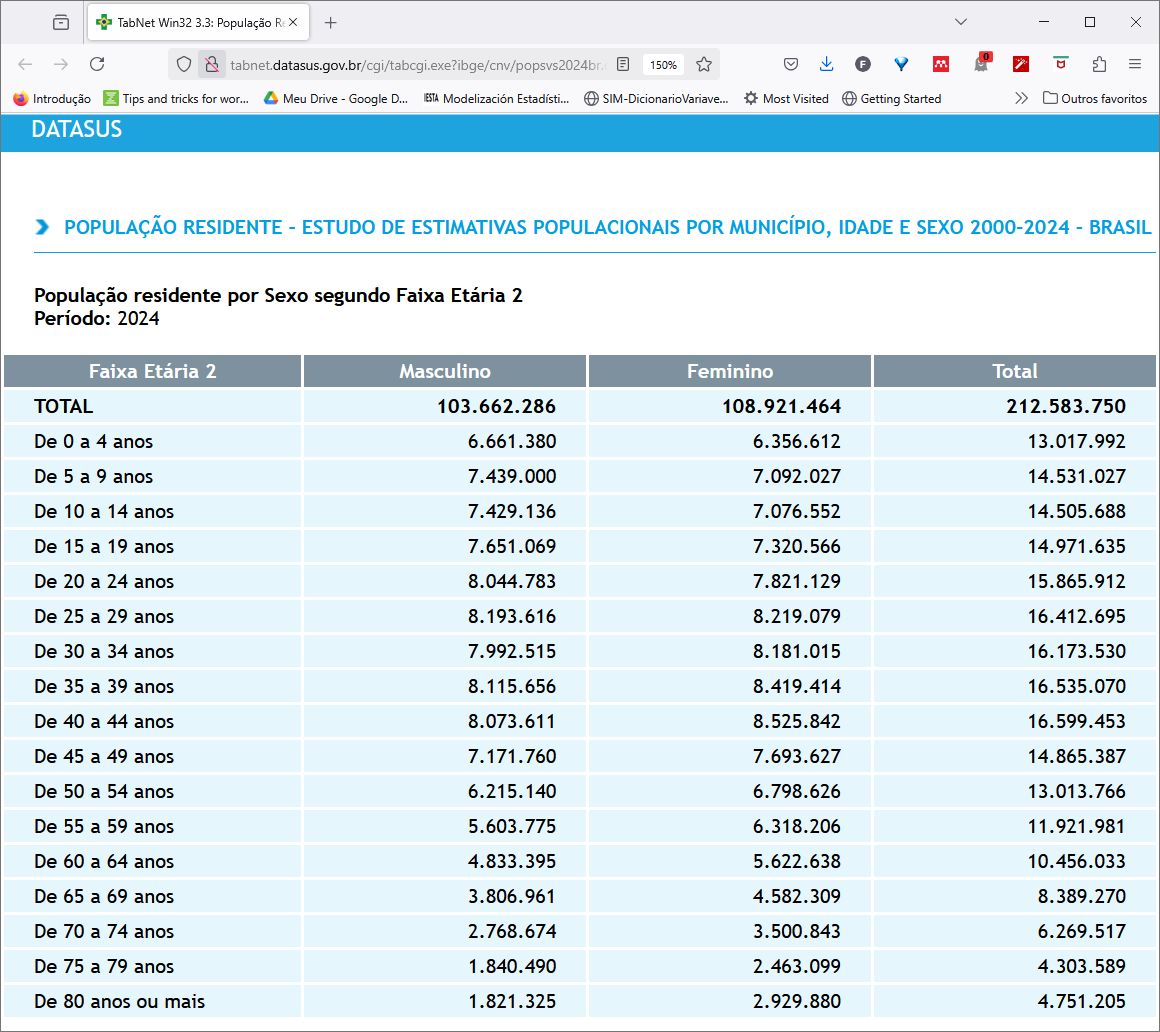 TabNet Win32 3.3: População Re
tabnet.datasus.gov.br/cgi/tabcgi.exe?ibge/cnv/popsvs2024br.
150%
0
Introdução Tips and tricks for wor... Meu Drive - Google D... IESTA Modelización Estadísti... SIM-DicionarioVariave... Most Visited Getting Started Outros favoritos
DATASUS
POPULAÇÃO RESIDENTE - ESTUDO DE ESTIMATIVAS POPULACIONAIS POR MUNICÍPIO, IDADE E SEXO 2000-2024 - BRASIL
População residente por Sexo segundo Faixa Etária 2
Período: 2024
Faixa Etária 2 Masculino Feminino Total
TOTAL 103.662.286 108.921.464 212.583.750
De 0 a 4 anos 6.661.380 6.356.612 13.017.992
De 5 a 9 anos 7.439.000 7.092.027 14.531.027
De 10 a 14 anos 7.429.136 7.076.552 14.505.688
De 15 a 19 anos 7.651.069 7.320.566 14.971.635
De 20 a 24 anos 8.044.783 7.821.129 15.865.912
De 25 a 29 anos 8.193.616 8.219.079 16.412.695
De 30 a 34 anos 7.992.515 8.181.015 16.173.530
De 35 a 39 anos 8.115.656 8.419.414 16.535.070
De 40 a 44 anos 8.073.611 8.525.842 16.599.453
De 45 a 49 anos 7.171.760 7.693.627 14.865.387
De 50 a 54 anos 6.215.140 6.798.626 13.013.766
De 55 a 59 anos 5.603.775 6.318.206 11.921.981
De 60 a 64 anos 4.833.395 5.622.638 10.456.033
De 65 a 69 anos 3.806.961 4.582.309 8.389.270
De 70 a 74 anos 2.768.674 3.500.843 6.269.517
De 75 a 79 anos 1.840.490 2.463.099 4.303.589
De 80 anos ou mais 1.821.325 2.929.880 4.751.205